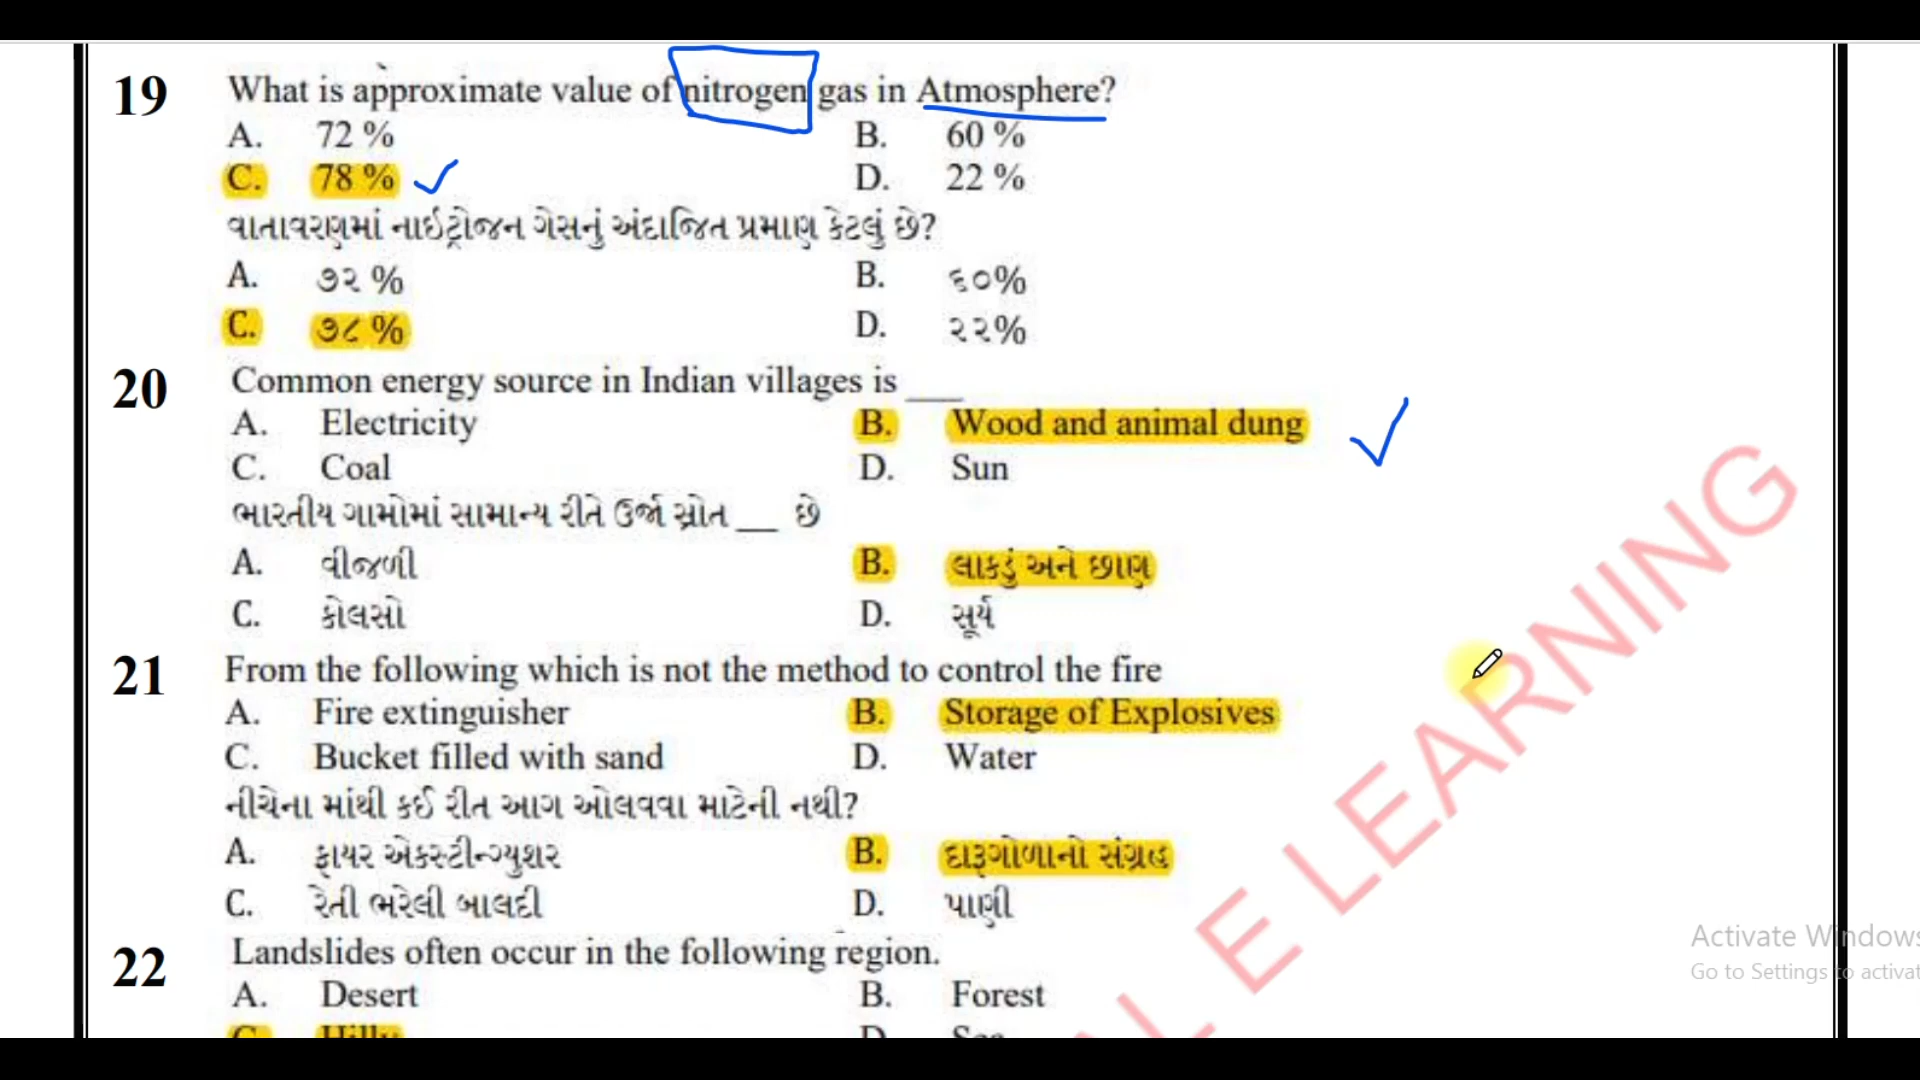 19 What is approximate value of nitrogen gas in Atmosphere?
A. 72 % B. 60 %
C. 78 % D. 22 %
વાતાવરણમાં નાઈટ્રોજન ગેસનું અંદાજિત પ્રમાણ કેટલું છે?
A. ૭૨ % B. ૬૦%
C. ૭૮ % D. ૨૨%
20 Common energy source in Indian villages is ___
A. Electricity B. Wood and animal dung
C. Coal D. Sun
ભારતીય ગામોમાં સામાન્ય રીતે ઉર્જા સ્રોત __ છે
A. વીજળી B. લાકડું અને છાણ
C. કોલસો D. સૂર્ય
21 From the following which is not the method to control the fire
A. Fire extinguisher B. Storage of Explosives
C. Bucket filled with sand D. Water
નીચેના માંથી કઈ રીત આગ ઓલવવા માટેની નથી?
A. ફાયર એકસ્ટીન્ગ્યુશર B. દારૂગોળાનો સંગ્રહ
C. રેતી ભરેલી બાલદી D. પાણી
22 Landslides often occur in the following region.
A. Desert B. Forest
C. Hilly D. Sea
E LEARNING
Activate Windows
Go to Settings to activat